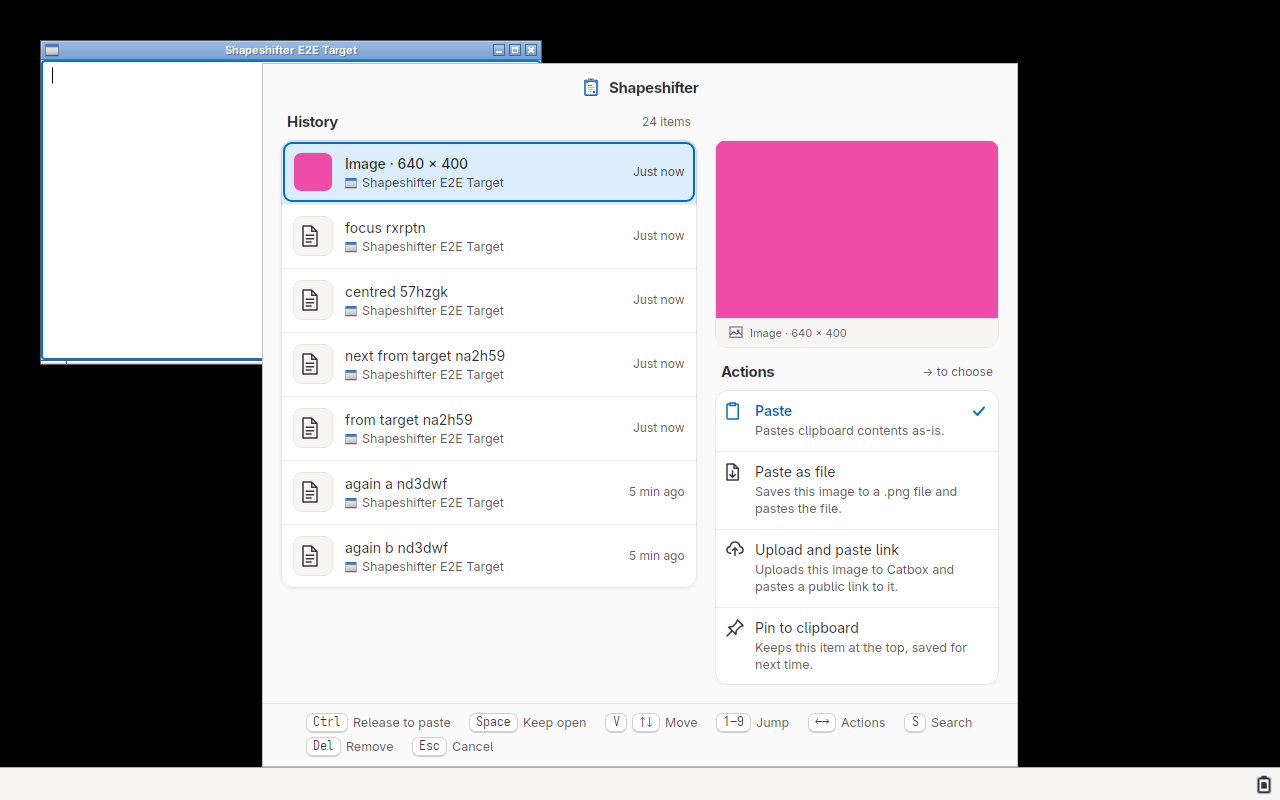 Shapeshifter E2E Target
Shapeshifter
History
24 items
Image · 640 × 400
Shapeshifter E2E Target
Just now
focus rxrptn
Shapeshifter E2E Target
Just now
centred 57hzgk
Shapeshifter E2E Target
Just now
next from target na2h59
Shapeshifter E2E Target
Just now
from target na2h59
Shapeshifter E2E Target
Just now
again a nd3dwf
Shapeshifter E2E Target
5 min ago
again b nd3dwf
Shapeshifter E2E Target
5 min ago
Image · 640 × 400
Actions
→ to choose
Paste
Pastes clipboard contents as-is.
Paste as file
Saves this image to a .png file and
pastes the file.
Upload and paste link
Uploads this image to Catbox and
pastes a public link to it.
Pin to clipboard
Keeps this item at the top, saved for
next time.
Ctrl Release to paste Space Keep open V ↑↓ Move 1–9 Jump ↔ Actions S Search
Del Remove Esc Cancel